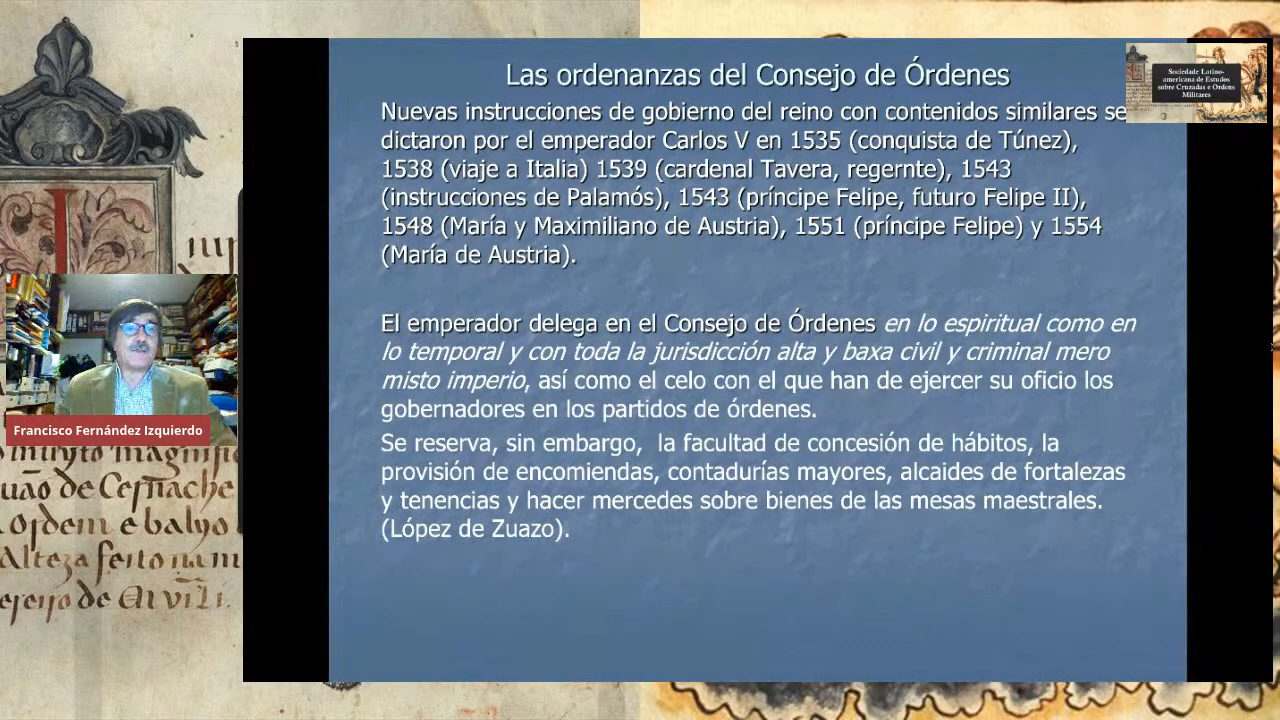 Las ordenanzas del Consejo de Órdenes
Nuevas instrucciones de gobierno del reino con contenidos similares se
dictaron por el emperador Carlos V en 1535 (conquista de Túnez),
1538 (viaje a Italia) 1539 (cardenal Tavera, regernte), 1543
(instrucciones de Palamós), 1543 (príncipe Felipe, futuro Felipe II),
1548 (María y Maximiliano de Austria), 1551 (príncipe Felipe) y 1554
(María de Austria).
El emperador delega en el Consejo de Órdenes en lo espiritual como en
lo temporal y con toda la jurisdicción alta y baxa civil y criminal mero
misto imperio, así como el celo con el que han de ejercer su oficio los
gobernadores en los partidos de órdenes.
Se reserva, sin embargo, la facultad de concesión de hábitos, la
provisión de encomiendas, contadurías mayores, alcaides de fortalezas
y tenencias y hacer mercedes sobre bienes de las mesas maestrales.
(López de Zuazo).
Sociedade Latino-
americana de Estudos
sobre Cruzadas e Ordens
Militares
Francisco Fernández Izquierdo
de
ordem e balyo
Alteza
de